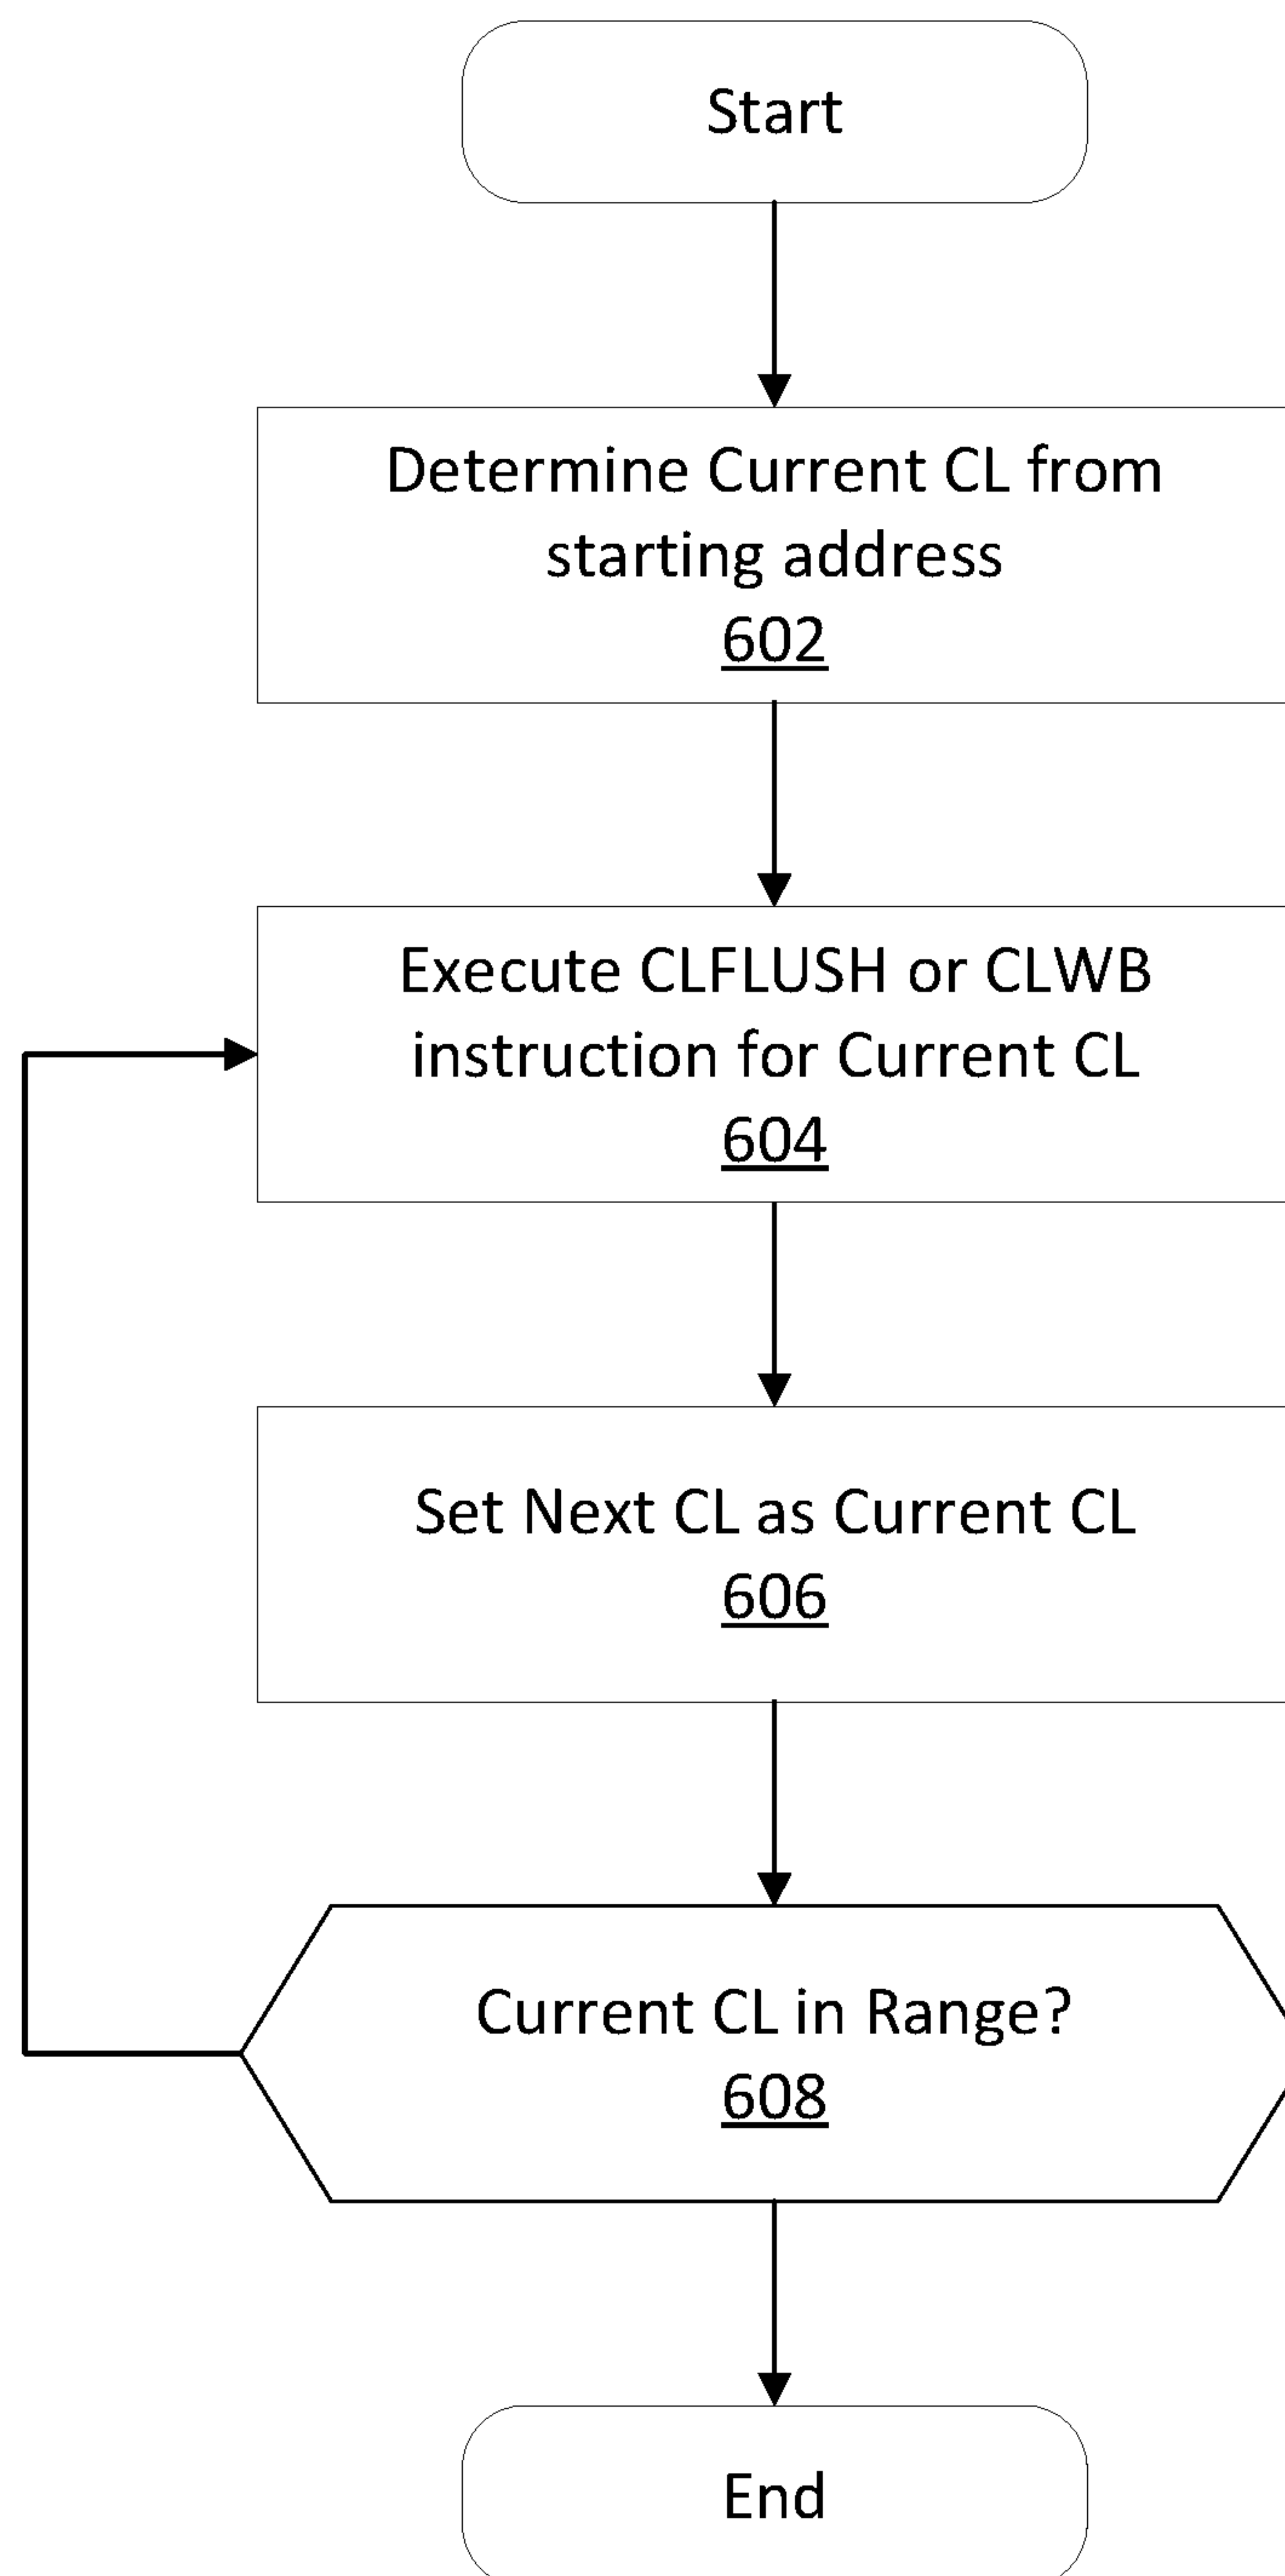 Start
Determine Current CL from
starting address
602
Execute CLFLUSH or CLWB
instruction for Current CL
604
Set Next CL as Current CL
606
Current CL in Range?
608
End